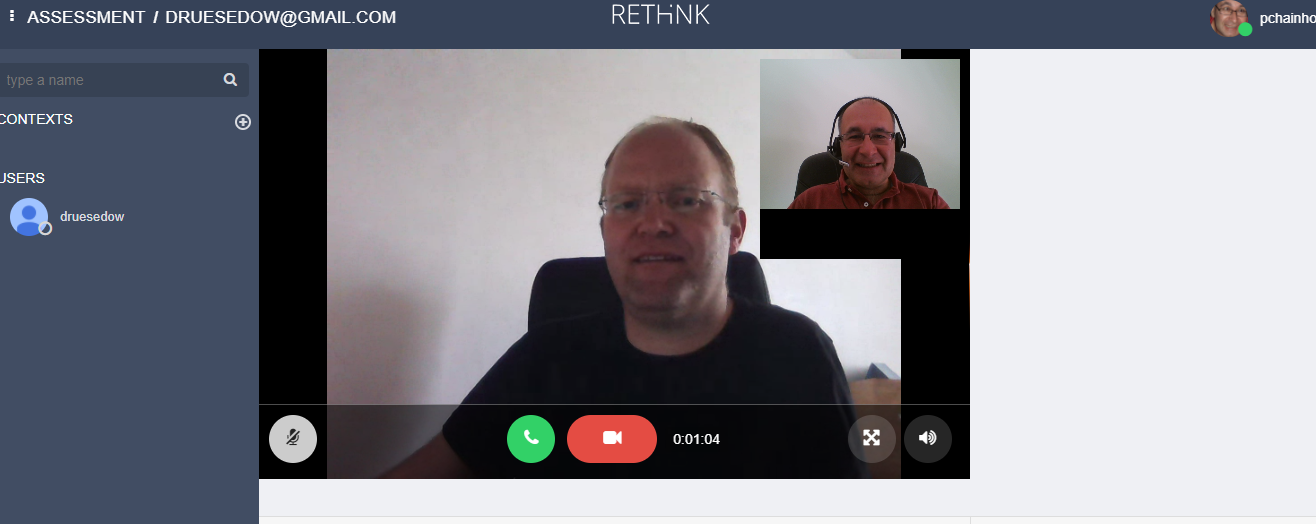 ASSESSMENT / DRUESEDOW@GMAIL.COM
RETHINK
pchainho
type a name
CONTEXTS
USERS
druesedow
0:01:04